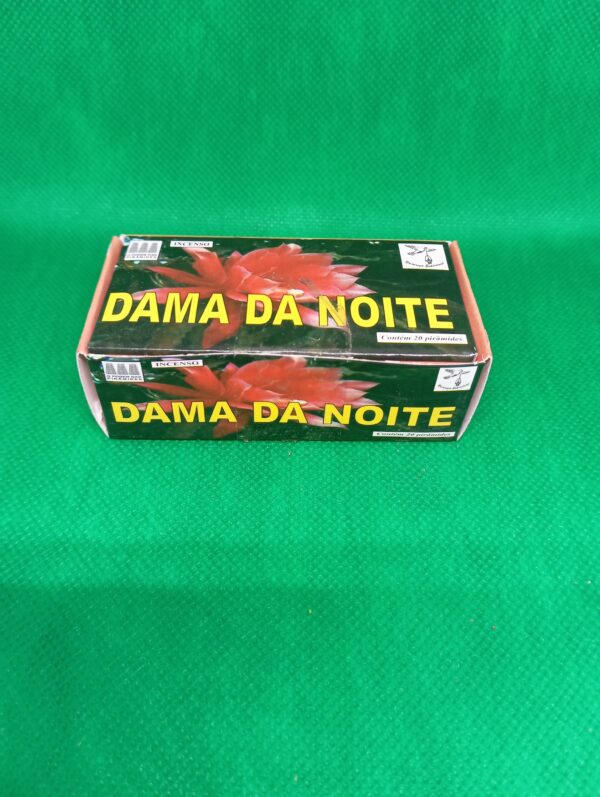 INCENSO
DAMA DA NOITE
Contém 20 pirâmides
INCENSO
DAMA DA NOITE
Contém 20 pirâmides